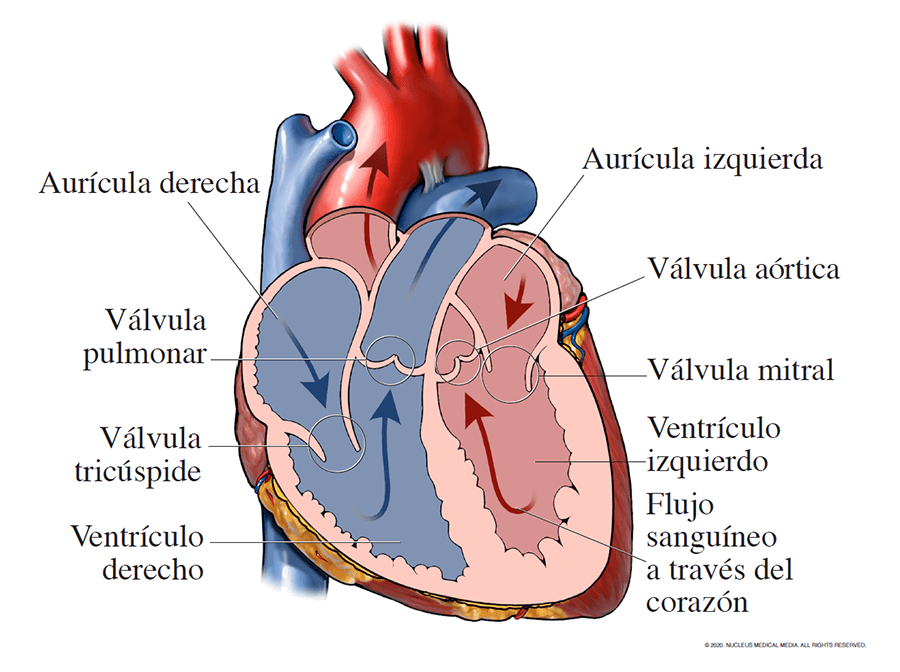 Aurícula derecha
Válvula
pulmonar
Válvula
tricúspide
Ventrículo
derecho
Aurícula izquierda
Válvula aórtica
Válvula mitral
Ventrículo
izquierdo
Flujo
sanguíneo
a través del
corazón
© 2020. NUCLEUS MEDICAL MEDIA. ALL RIGHTS RESERVED.